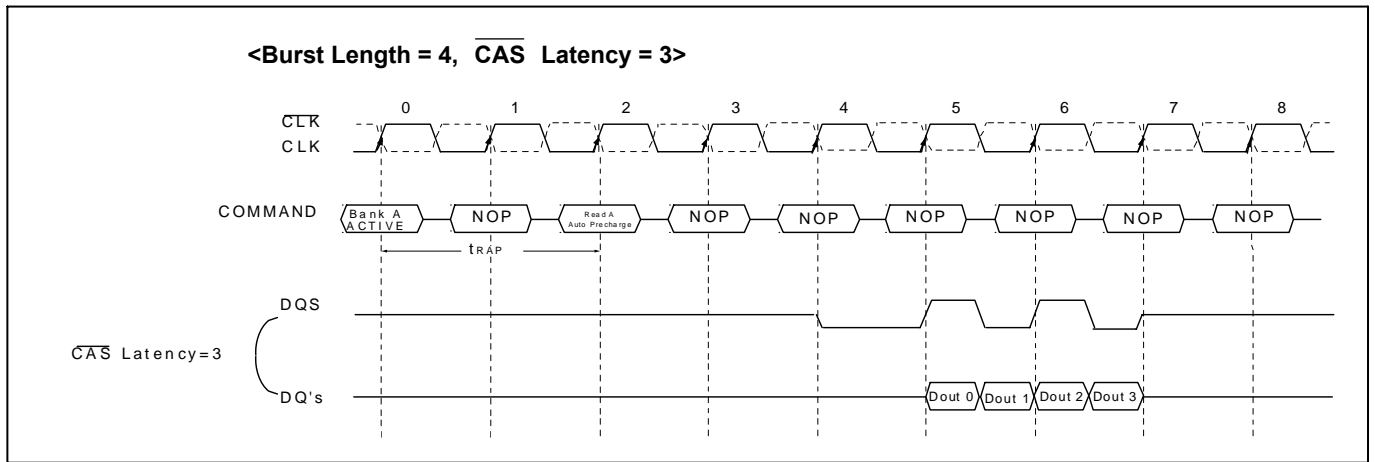 <Burst Length = 4, CAS Latency = 3>
0 1 2 3 4 5 6 7 8
CLK
CLK
COMMAND
Bank A
ACTIVE
NOP
Read A
Auto Precharge
NOP
NOP
NOP
NOP
NOP
NOP
tRAP
DQS
CAS Latency=3
DQ's
Dout 0 Dout 1 Dout 2 Dout 3